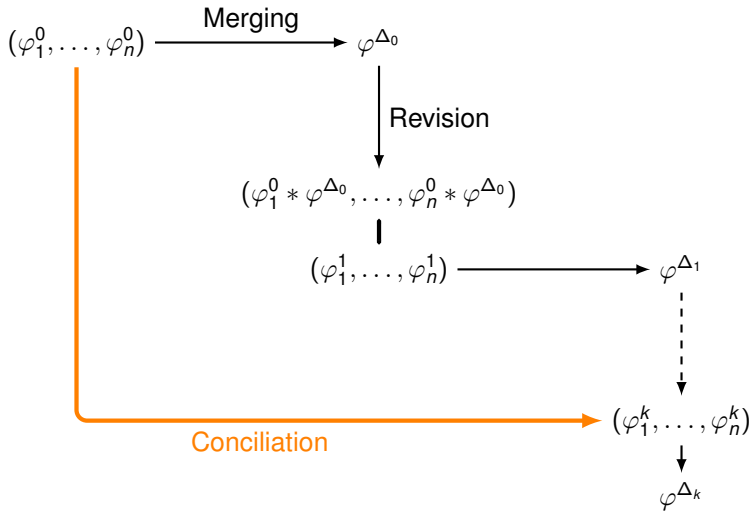 Merging
(φ₁⁰, . . . , φₙ⁰) φ^Δ₀
Revision
(φ₁⁰ ∗ φ^Δ₀, . . . , φₙ⁰ ∗ φ^Δ₀)
(φ₁¹, . . . , φₙ¹) φ^Δ₁
(φ₁ᵏ, . . . , φₙᵏ)
Conciliation
φ^Δₖ